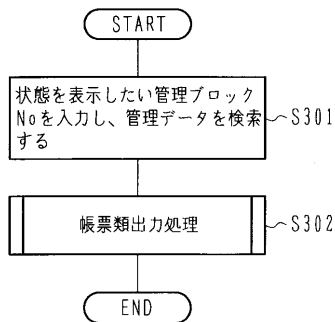 START
状態を表示したい管理ブロック
Noを入力し、管理データを検索
する
S301
帳票類出力処理
S302
END